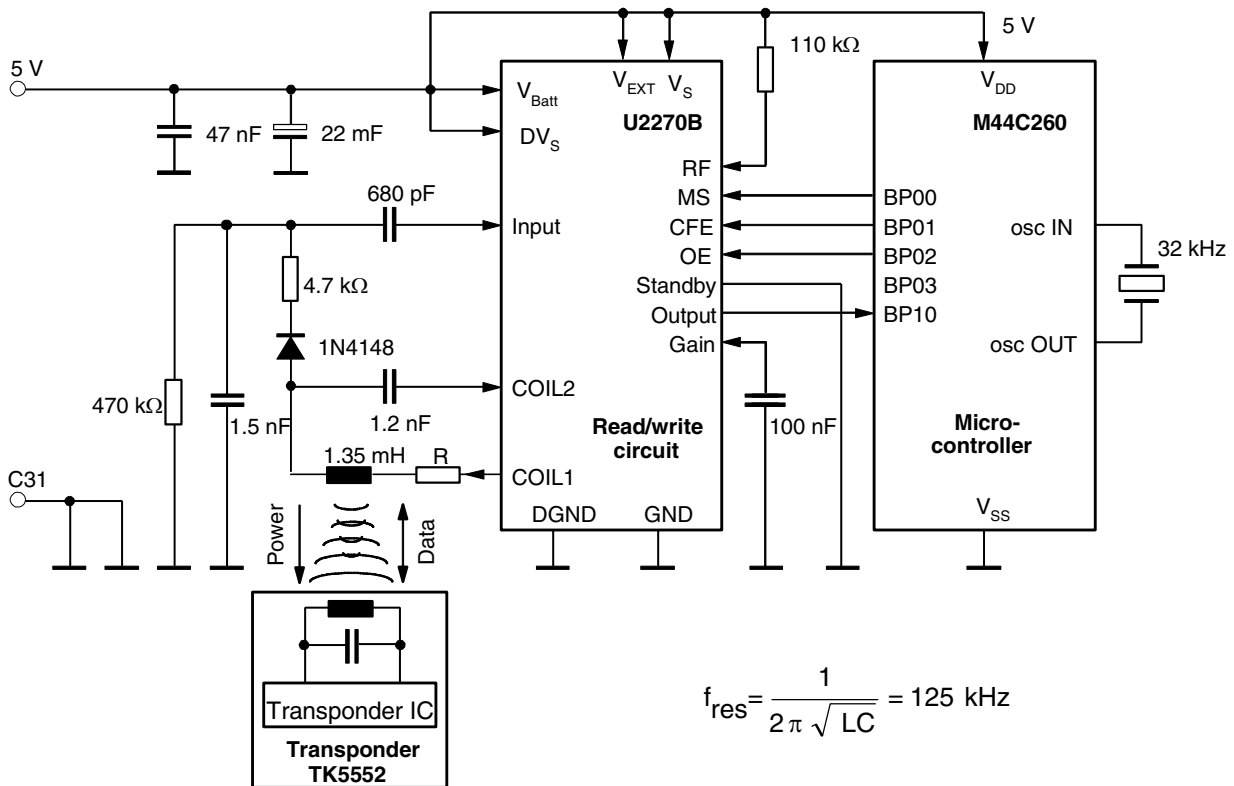 5 V
110 kΩ
5 V
47 nF
22 mF
V_Batt
DV_S
V_EXT
V_S
U2270B
RF
MS
CFE
OE
Standby
Output
Gain
Input
COIL2
COIL1
Read/write
circuit
DGND
GND
V_DD
M44C260
BP00
BP01
BP02
BP03
BP10
osc IN
osc OUT
Micro-
controller
V_SS
32 kHz
680 pF
4.7 kΩ
1N4148
470 kΩ
1.5 nF
1.2 nF
1.35 mH
R
100 nF
C31
Power
Data
Transponder IC
Transponder
TK5552
f_res = 1 / (2 π √LC) = 125 kHz